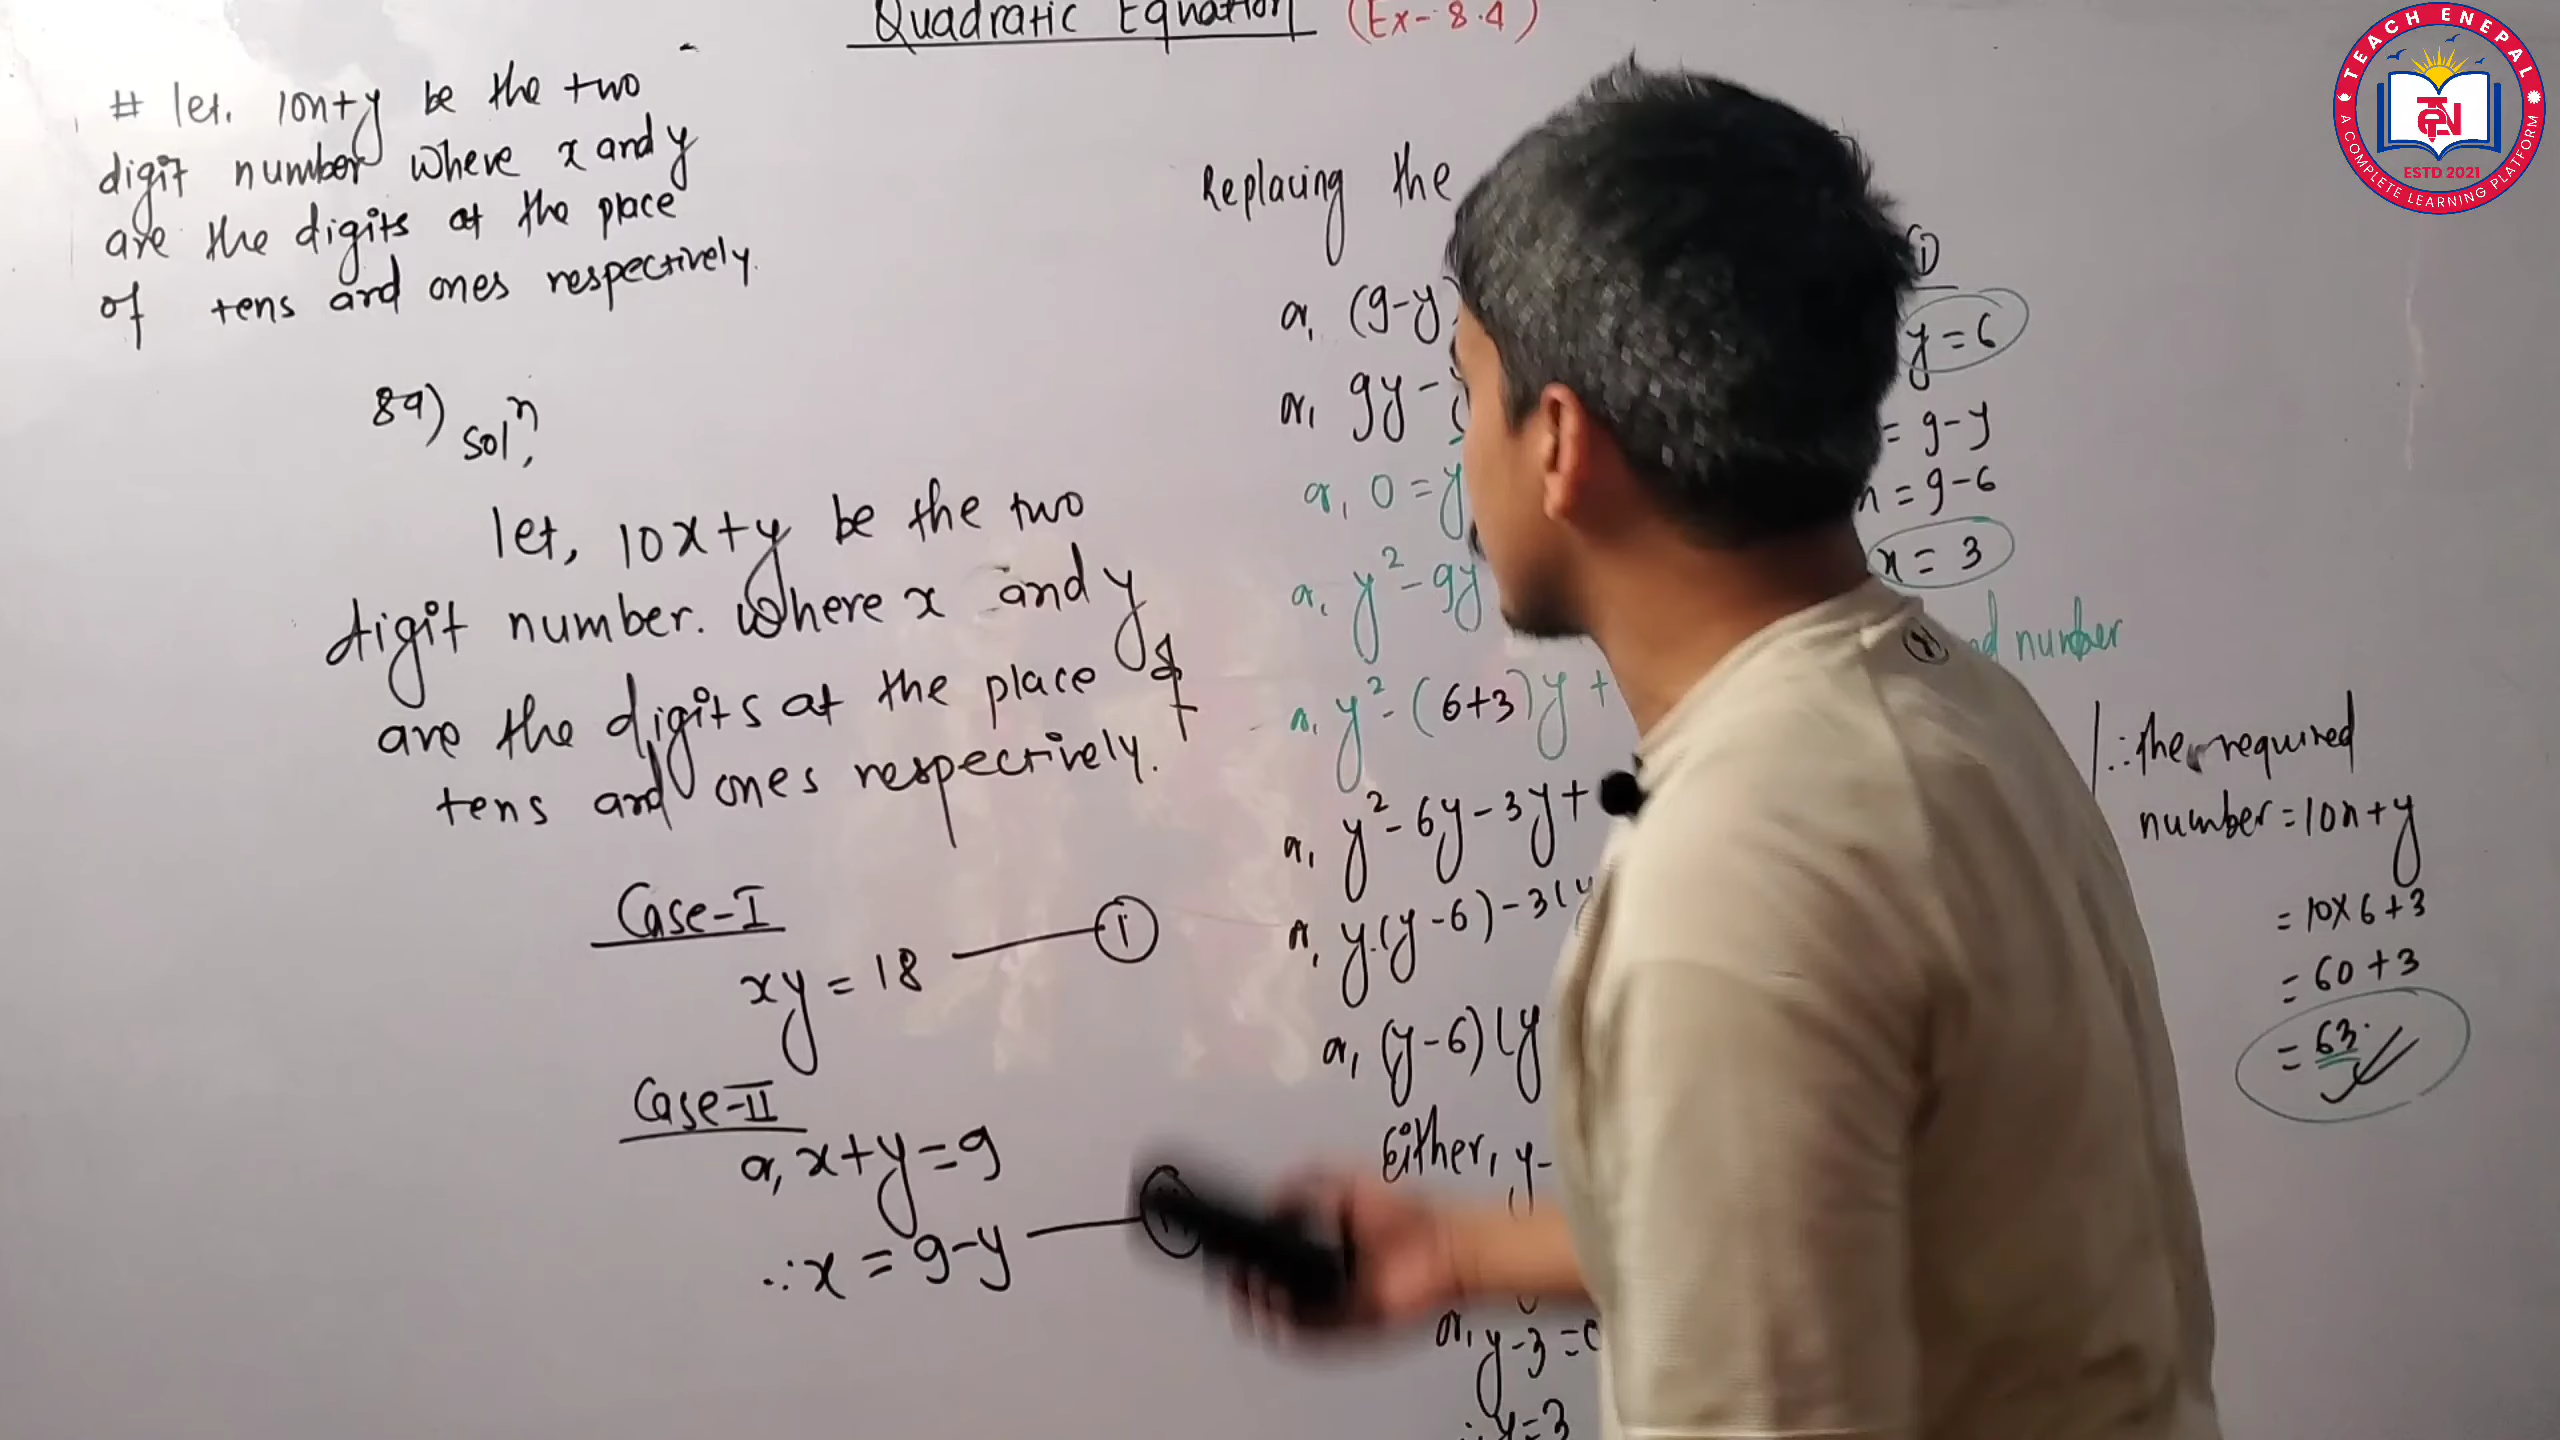 Quadratic Equation (Ex-8.4)
# let. 10x+y be the two
digit number where x and y
are the digits at the place
of tens and ones respectively.
8a) Solⁿ,
let, 10x+y be the two
digit number. Where x and y
are the digits at the place of
tens and ones respectively.
Case-I
xy = 18 — (i)
Case-II
or, x+y=9
∴ x = 9-y — (ii)
Replacing the
or, (9-y)
or, 9y -
or, 0 = y
or, y² - 9y
or, y² - (6+3)y +
or, y² - 6y - 3y +
or, y(y-6) - 3(y
or, (y-6)(y
Either, y-
or, y-3=0
∴ y=3
y = 6
= 9-y
x = 9-6
x = 3
number
∴ the required
number = 10x+y
= 10×6+3
= 60+3
= 63
TEACH ENEPAL
A COMPLETE LEARNING PLATFORM
ESTD 2021